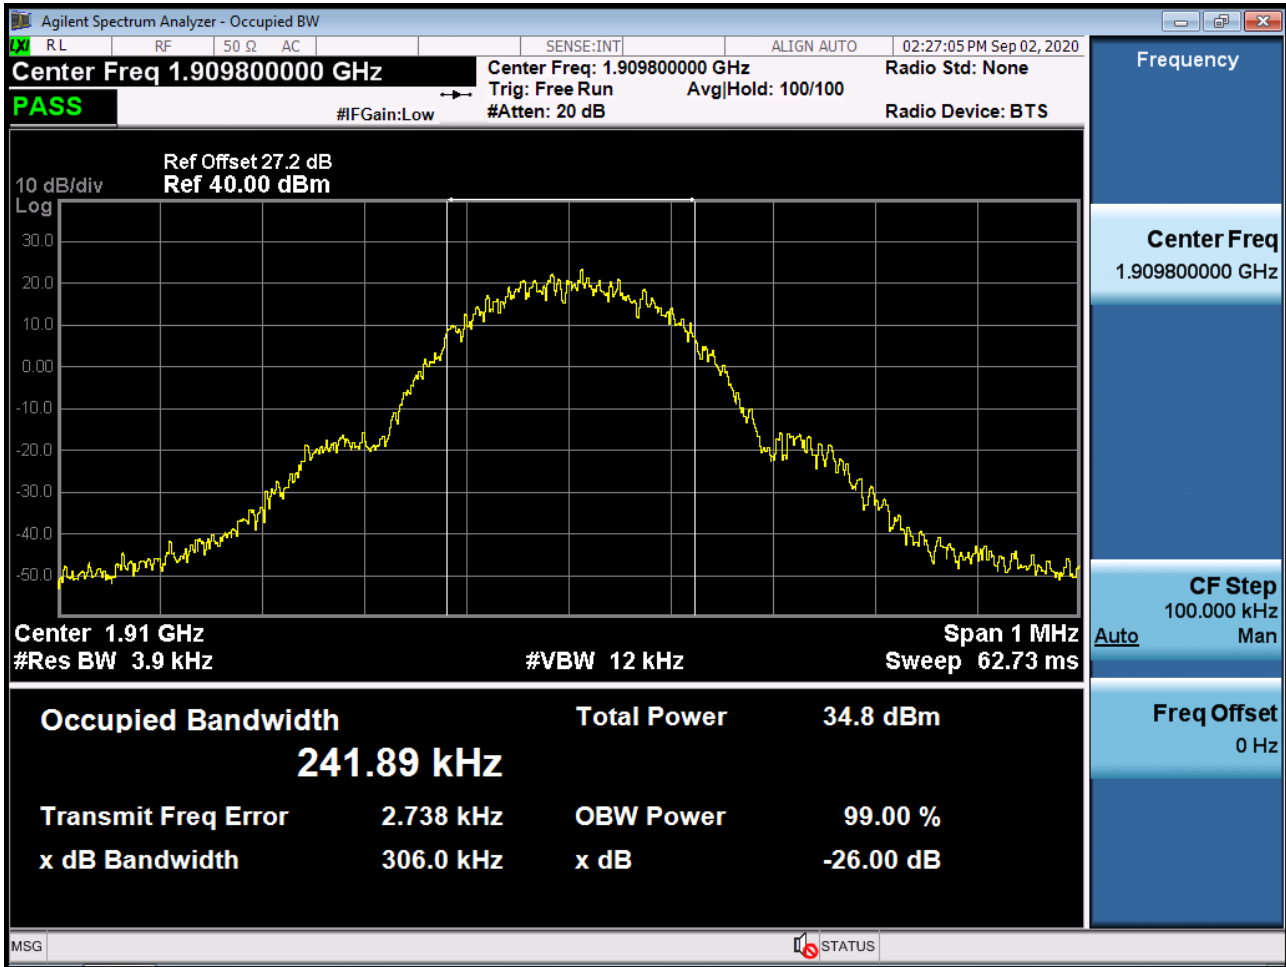 Agilent Spectrum Analyzer - Occupied BW
LXI RL RF 50 Ω AC SENSE:INT ALIGN AUTO 02:27:05 PM Sep 02, 2020
Center Freq 1.909800000 GHz
Center Freq: 1.909800000 GHz Radio Std: None
Trig: Free Run Avg|Hold: 100/100
PASS
#IFGain:Low #Atten: 20 dB Radio Device: BTS
Ref Offset 27.2 dB
10 dB/div Ref 40.00 dBm
Log
30.0
20.0
10.0
0.00
-10.0
-20.0
-30.0
-40.0
-50.0
Center 1.91 GHz Span 1 MHz
#Res BW 3.9 kHz #VBW 12 kHz Sweep 62.73 ms
Occupied Bandwidth Total Power 34.8 dBm
241.89 kHz
Transmit Freq Error 2.738 kHz OBW Power 99.00 %
x dB Bandwidth 306.0 kHz x dB -26.00 dB
MSG STATUS
Frequency
Center Freq
1.909800000 GHz
CF Step
100.000 kHz
Auto Man
Freq Offset
0 Hz